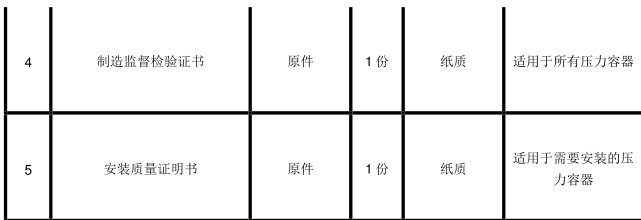 4 制造监督检验证书 原件 1 份 纸质 适用于所有压力容器
5 安装质量证明书 原件 1 份 纸质 适用于需要安装的压
力容器